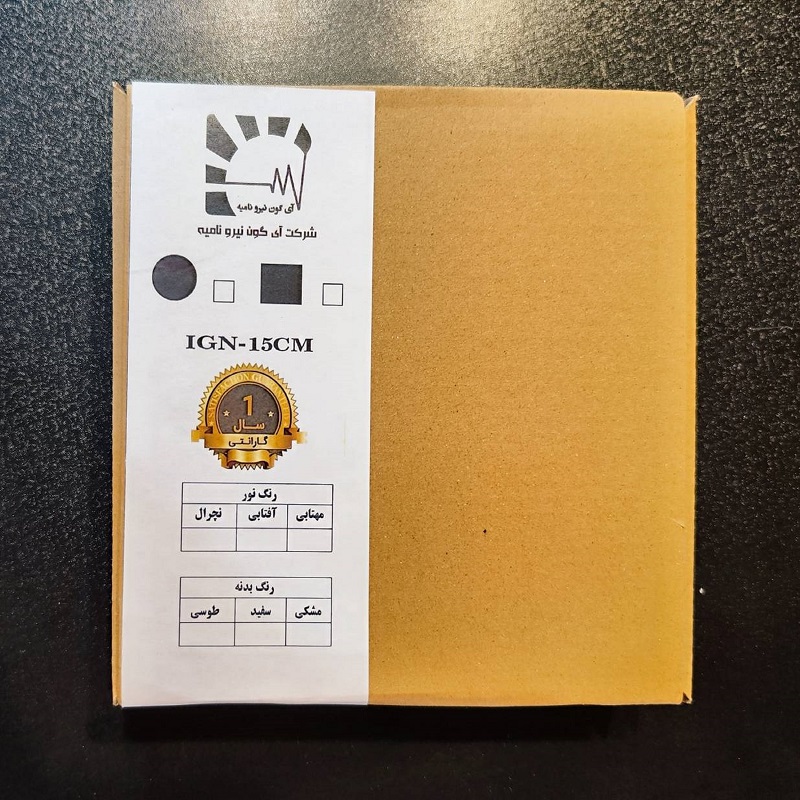 آی گون نیرو نامیه
شرکت آی گون نیرو نامیه
IGN-15CM
1
سال
گارانتی
رنگ نور
مهتابی آفتابی نچرال
رنگ بدنه
مشکی سفید طوسی